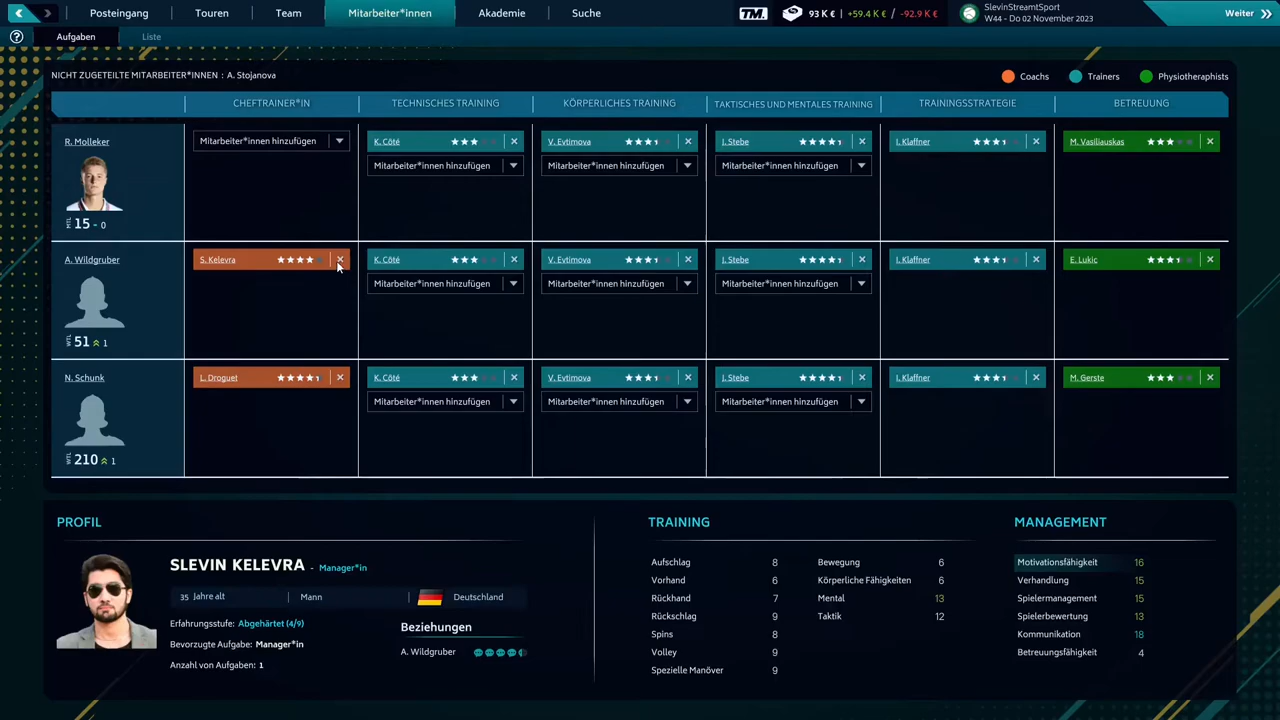 Posteingang Touren Team Mitarbeiter*innen Akademie Suche TM. 93 K € +59.4 K € / -92.9 K € SlevinStreamtSport Weiter
W44 - Do 02 November 2023
Aufgaben Liste
NICHT ZUGETEILTE MITARBEITER*INNEN : A. Stojanova Coachs Trainers Physiotheraphists
CHEFTRAINER*IN TECHNISCHES TRAINING KÖRPERLICHES TRAINING TAKTISCHES UND MENTALES TRAINING TRAININGSSTRATEGIE BETREUUNG
R. Molleker Mitarbeiter*innen hinzufügen K. Côté V. Evtimova J. Stebe I. Klaffner M. Vasiliauskas
Mitarbeiter*innen hinzufügen Mitarbeiter*innen hinzufügen Mitarbeiter*innen hinzufügen
MTL 15 - 0
A. Wildgruber S. Kelevra K. Côté V. Evtimova J. Stebe I. Klaffner E. Lukic
Mitarbeiter*innen hinzufügen Mitarbeiter*innen hinzufügen Mitarbeiter*innen hinzufügen
WTL 51 1
N. Schunk L. Droguet K. Côté V. Evtimova J. Stebe I. Klaffner M. Gerste
Mitarbeiter*innen hinzufügen Mitarbeiter*innen hinzufügen Mitarbeiter*innen hinzufügen
WTL 210 1
PROFIL
SLEVIN KELEVRA - Manager*in
35 Jahre alt Mann Deutschland
Erfahrungsstufe: Abgehärtet (4/9)
Bevorzugte Aufgabe: Manager*in
Anzahl von Aufgaben: 1
Beziehungen
A. Wildgruber
TRAINING
Aufschlag 8 Bewegung 6
Vorhand 6 Körperliche Fähigkeiten 6
Rückhand 7 Mental 13
Rückschlag 9 Taktik 12
Spins 8
Volley 9
Spezielle Manöver 9
MANAGEMENT
Motivationsfähigkeit 16
Verhandlung 15
Spielermanagement 15
Spielerbewertung 13
Kommunikation 18
Betreuungsfähigkeit 4